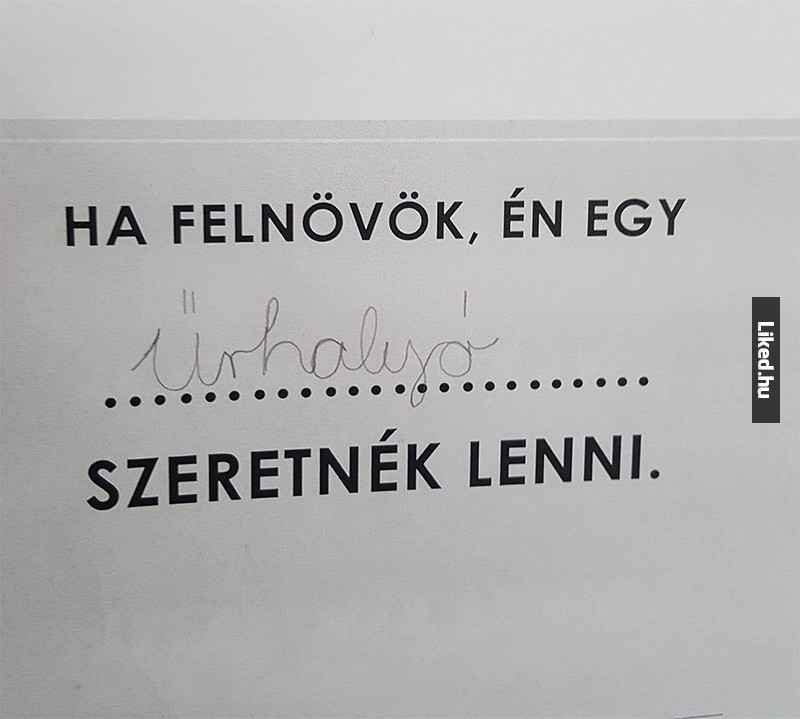 HA FELNÖVÖK, ÉN EGY
Űrhalyó
SZERETNÉK LENNI.
Liked.hu